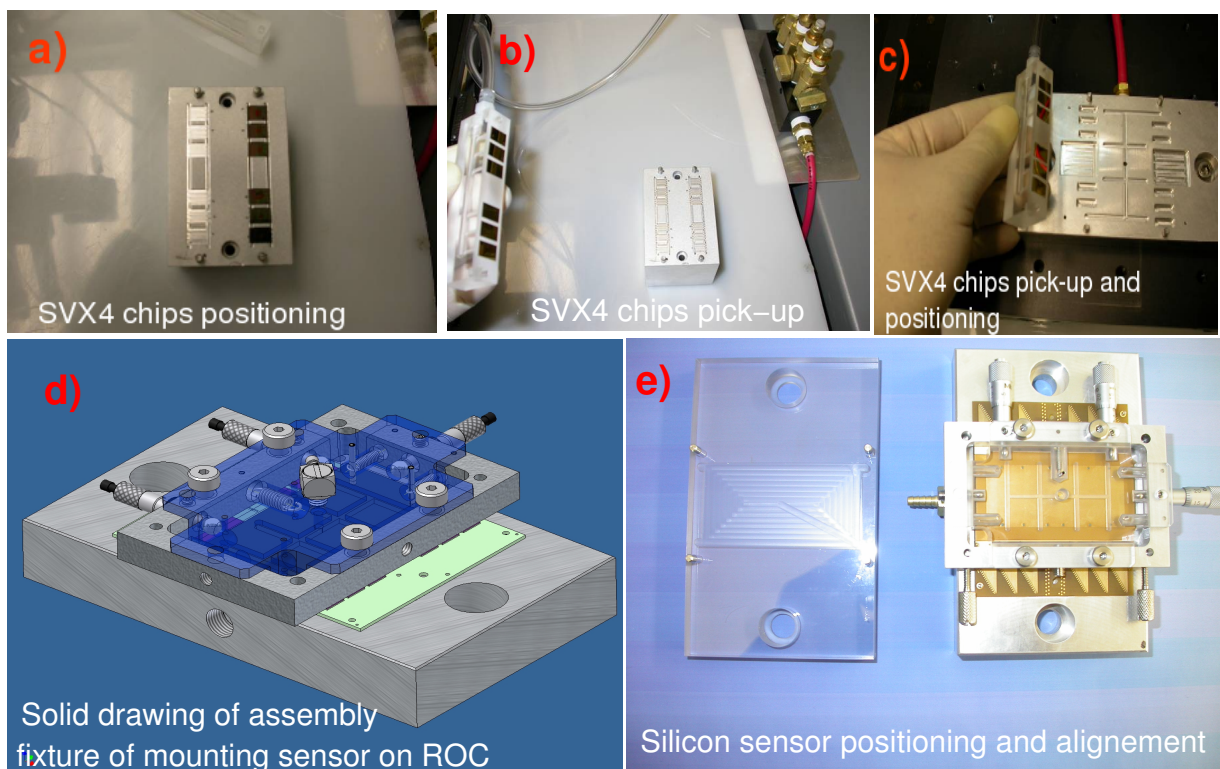 a)
SVX4 chips positioning
b)
SVX4 chips pick−up
c)
SVX4 chips pick-up and
positioning
d)
Solid drawing of assembly
fixture of mounting sensor on ROC
e)
Silicon sensor positioning and alignement